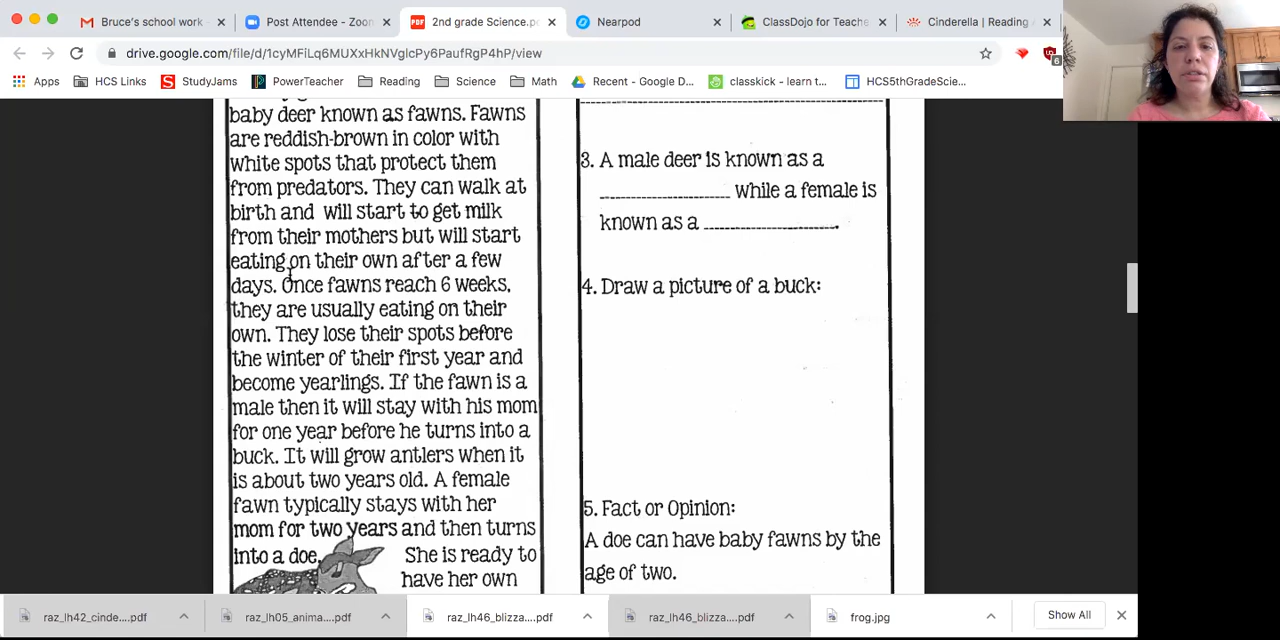 Bruce's school work
Post Attendee - Zoom
2nd grade Science.p
Nearpod
ClassDojo for Teache
Cinderella | Reading
drive.google.com/file/d/1cyMFiLq6MUXxHkNVglcPy6PaufRgP4hP/view
6
Apps
HCS Links
StudyJams
PowerTeacher
Reading
Science
Math
Recent - Google D...
classkick - learn t...
HCS5thGradeScie...
baby deer known as fawns. Fawns
are reddish-brown in color with
white spots that protect them
from predators. They can walk at
birth and will start to get milk
from their mothers but will start
eating on their own after a few
days. Once fawns reach 6 weeks,
they are usually eating on their
own. They lose their spots before
the winter of their first year and
become yearlings. If the fawn is a
male then it will stay with his mom
for one year before he turns into a
buck. It will grow antlers when it
is about two years old. A female
fawn typically stays with her
mom for two years and then turns
into a doe. She is ready to
have her own
3. A male deer is known as a
____________ while a female is
known as a ____________.
4. Draw a picture of a buck:
5. Fact or Opinion:
A doe can have baby fawns by the
age of two.
raz_lh42_cinde....pdf
raz_lh05_anima....pdf
raz_lh46_blizza....pdf
raz_lh46_blizza....pdf
frog.jpg
Show All